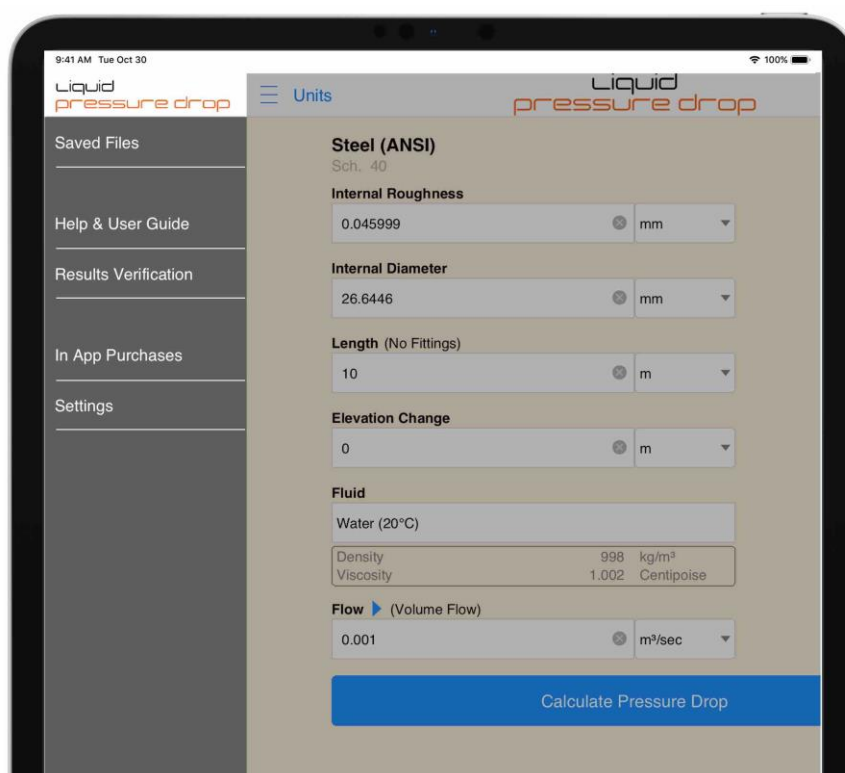 9:41 AM Tue Oct 30
100%
Liquid
pressure drop
Saved Files
Help & User Guide
Results Verification
In App Purchases
Settings
Units
Liquid
pressure drop
Steel (ANSI)
Sch. 40
Internal Roughness
0.045999 mm
Internal Diameter
26.6446 mm
Length (No Fittings)
10 m
Elevation Change
0 m
Fluid
Water (20°C)
Density 998 kg/m³
Viscosity 1.002 Centipoise
Flow (Volume Flow)
0.001 m³/sec
Calculate Pressure Drop